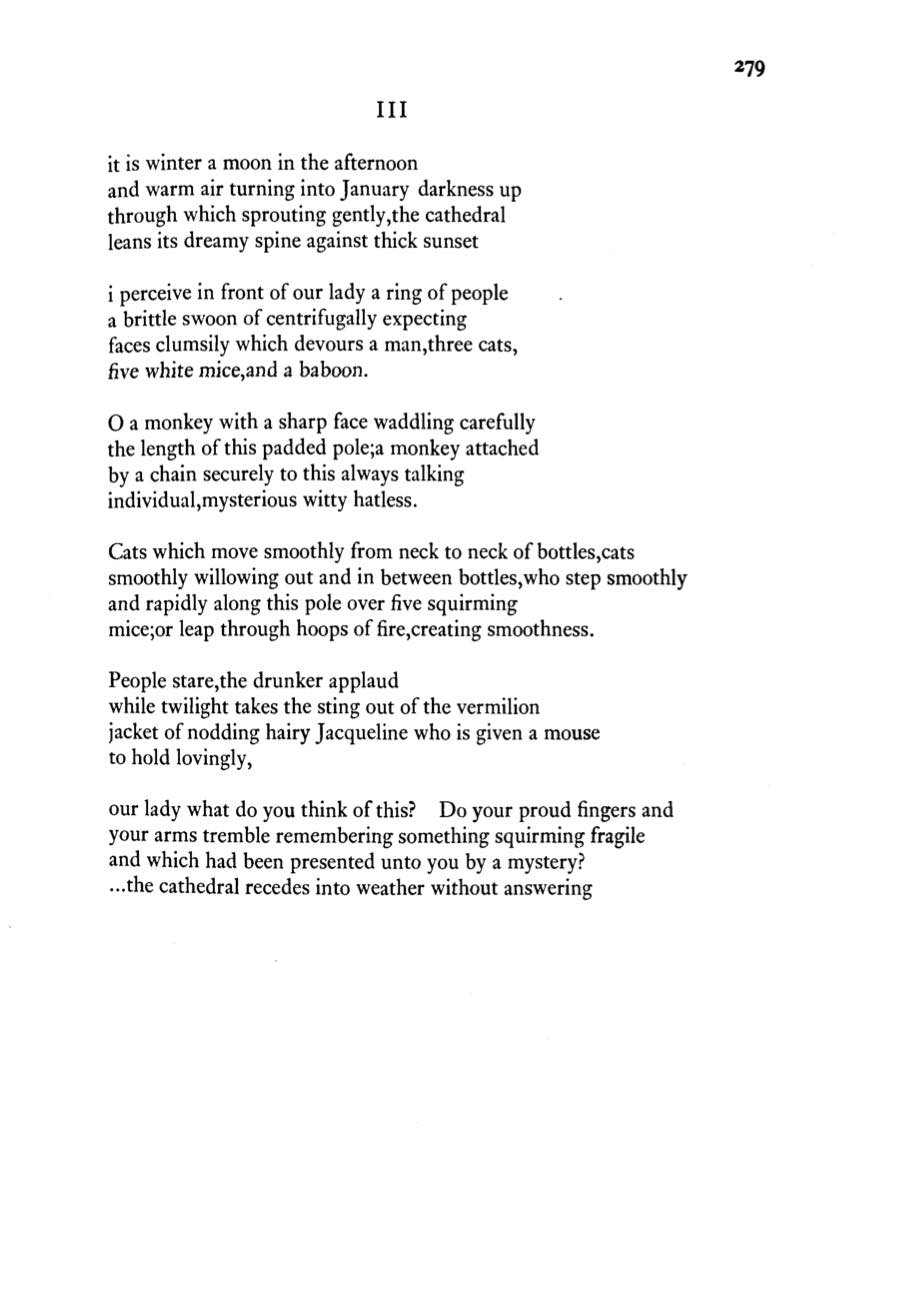 279
III
it is winter a moon in the afternoon
and warm air turning into January darkness up
through which sprouting gently,the cathedral
leans its dreamy spine against thick sunset
i perceive in front of our lady a ring of people
a brittle swoon of centrifugally expecting
faces clumsily which devours a man,three cats,
five white mice,and a baboon.
O a monkey with a sharp face waddling carefully
the length of this padded pole;a monkey attached
by a chain securely to this always talking
individual,mysterious witty hatless.
Cats which move smoothly from neck to neck of bottles,cats
smoothly willowing out and in between bottles,who step smoothly
and rapidly along this pole over five squirming
mice;or leap through hoops of fire,creating smoothness.
People stare,the drunker applaud
while twilight takes the sting out of the vermilion
jacket of nodding hairy Jacqueline who is given a mouse
to hold lovingly,
our lady what do you think of this?  Do your proud fingers and
your arms tremble remembering something squirming fragile
and which had been presented unto you by a mystery?
...the cathedral recedes into weather without answering